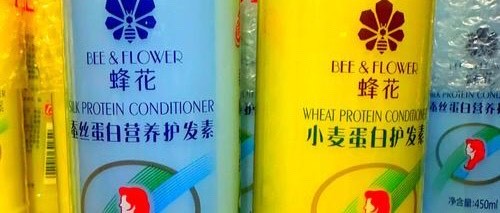 BEE & FLOWER
蜂花
SILK PROTEIN CONDITIONER
蚕丝蛋白营养护发素
BEE & FLOWER
蜂花
WHEAT PROTEIN CONDITIONER
小麦蛋白护发素
净含量:450ml